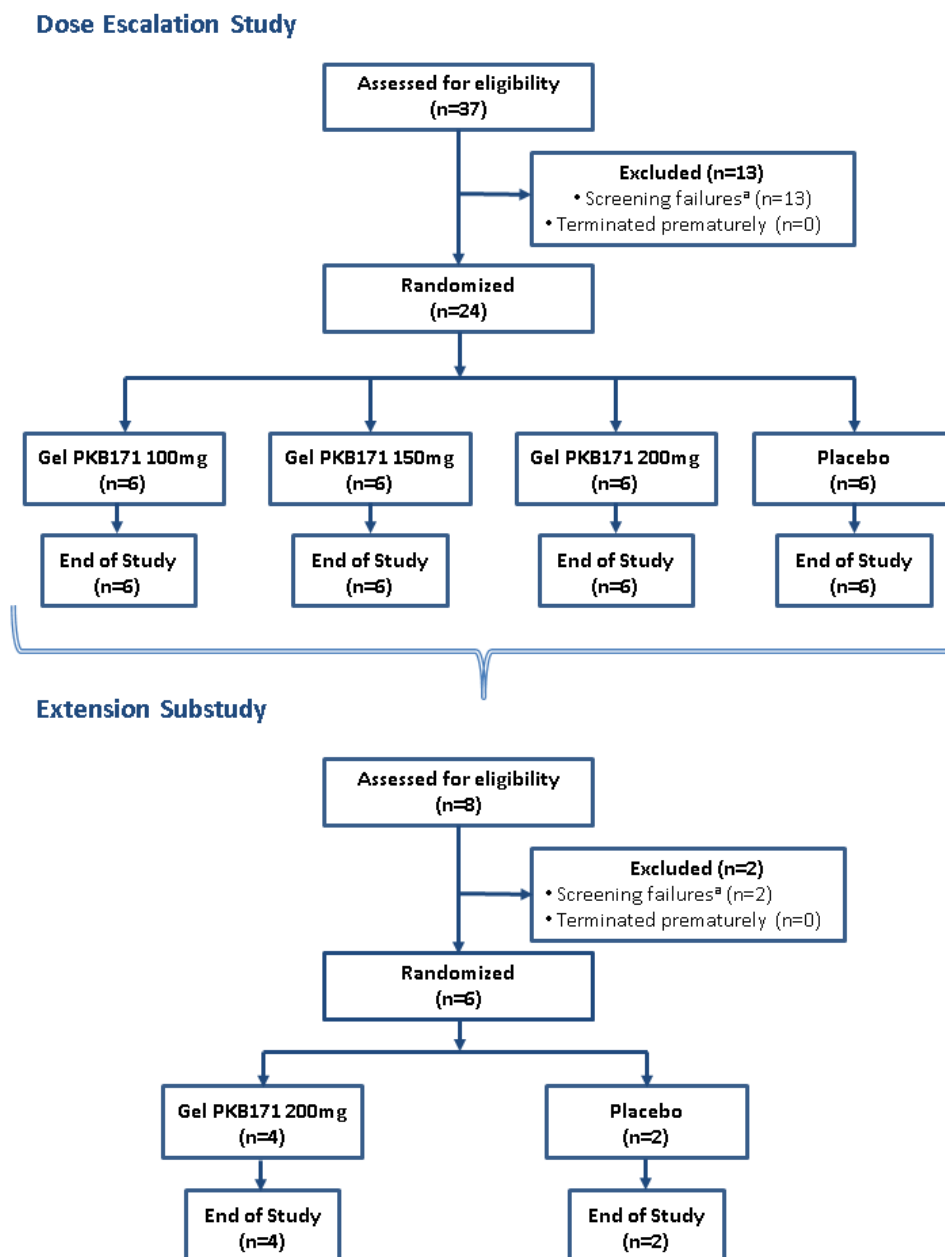 Dose Escalation Study
Assessed for eligibility
(n=37)
Excluded (n=13)
• Screening failuresª (n=13)
• Terminated prematurely (n=0)
Randomized
(n=24)
Gel PKB171 100mg
(n=6)
Gel PKB171 150mg
(n=6)
Gel PKB171 200mg
(n=6)
Placebo
(n=6)
End of Study
(n=6)
End of Study
(n=6)
End of Study
(n=6)
End of Study
(n=6)
Extension Substudy
Assessed for eligibility
(n=8)
Excluded (n=2)
• Screening failuresª (n=2)
• Terminated prematurely (n=0)
Randomized
(n=6)
Gel PKB171 200mg
(n=4)
Placebo
(n=2)
End of Study
(n=4)
End of Study
(n=2)